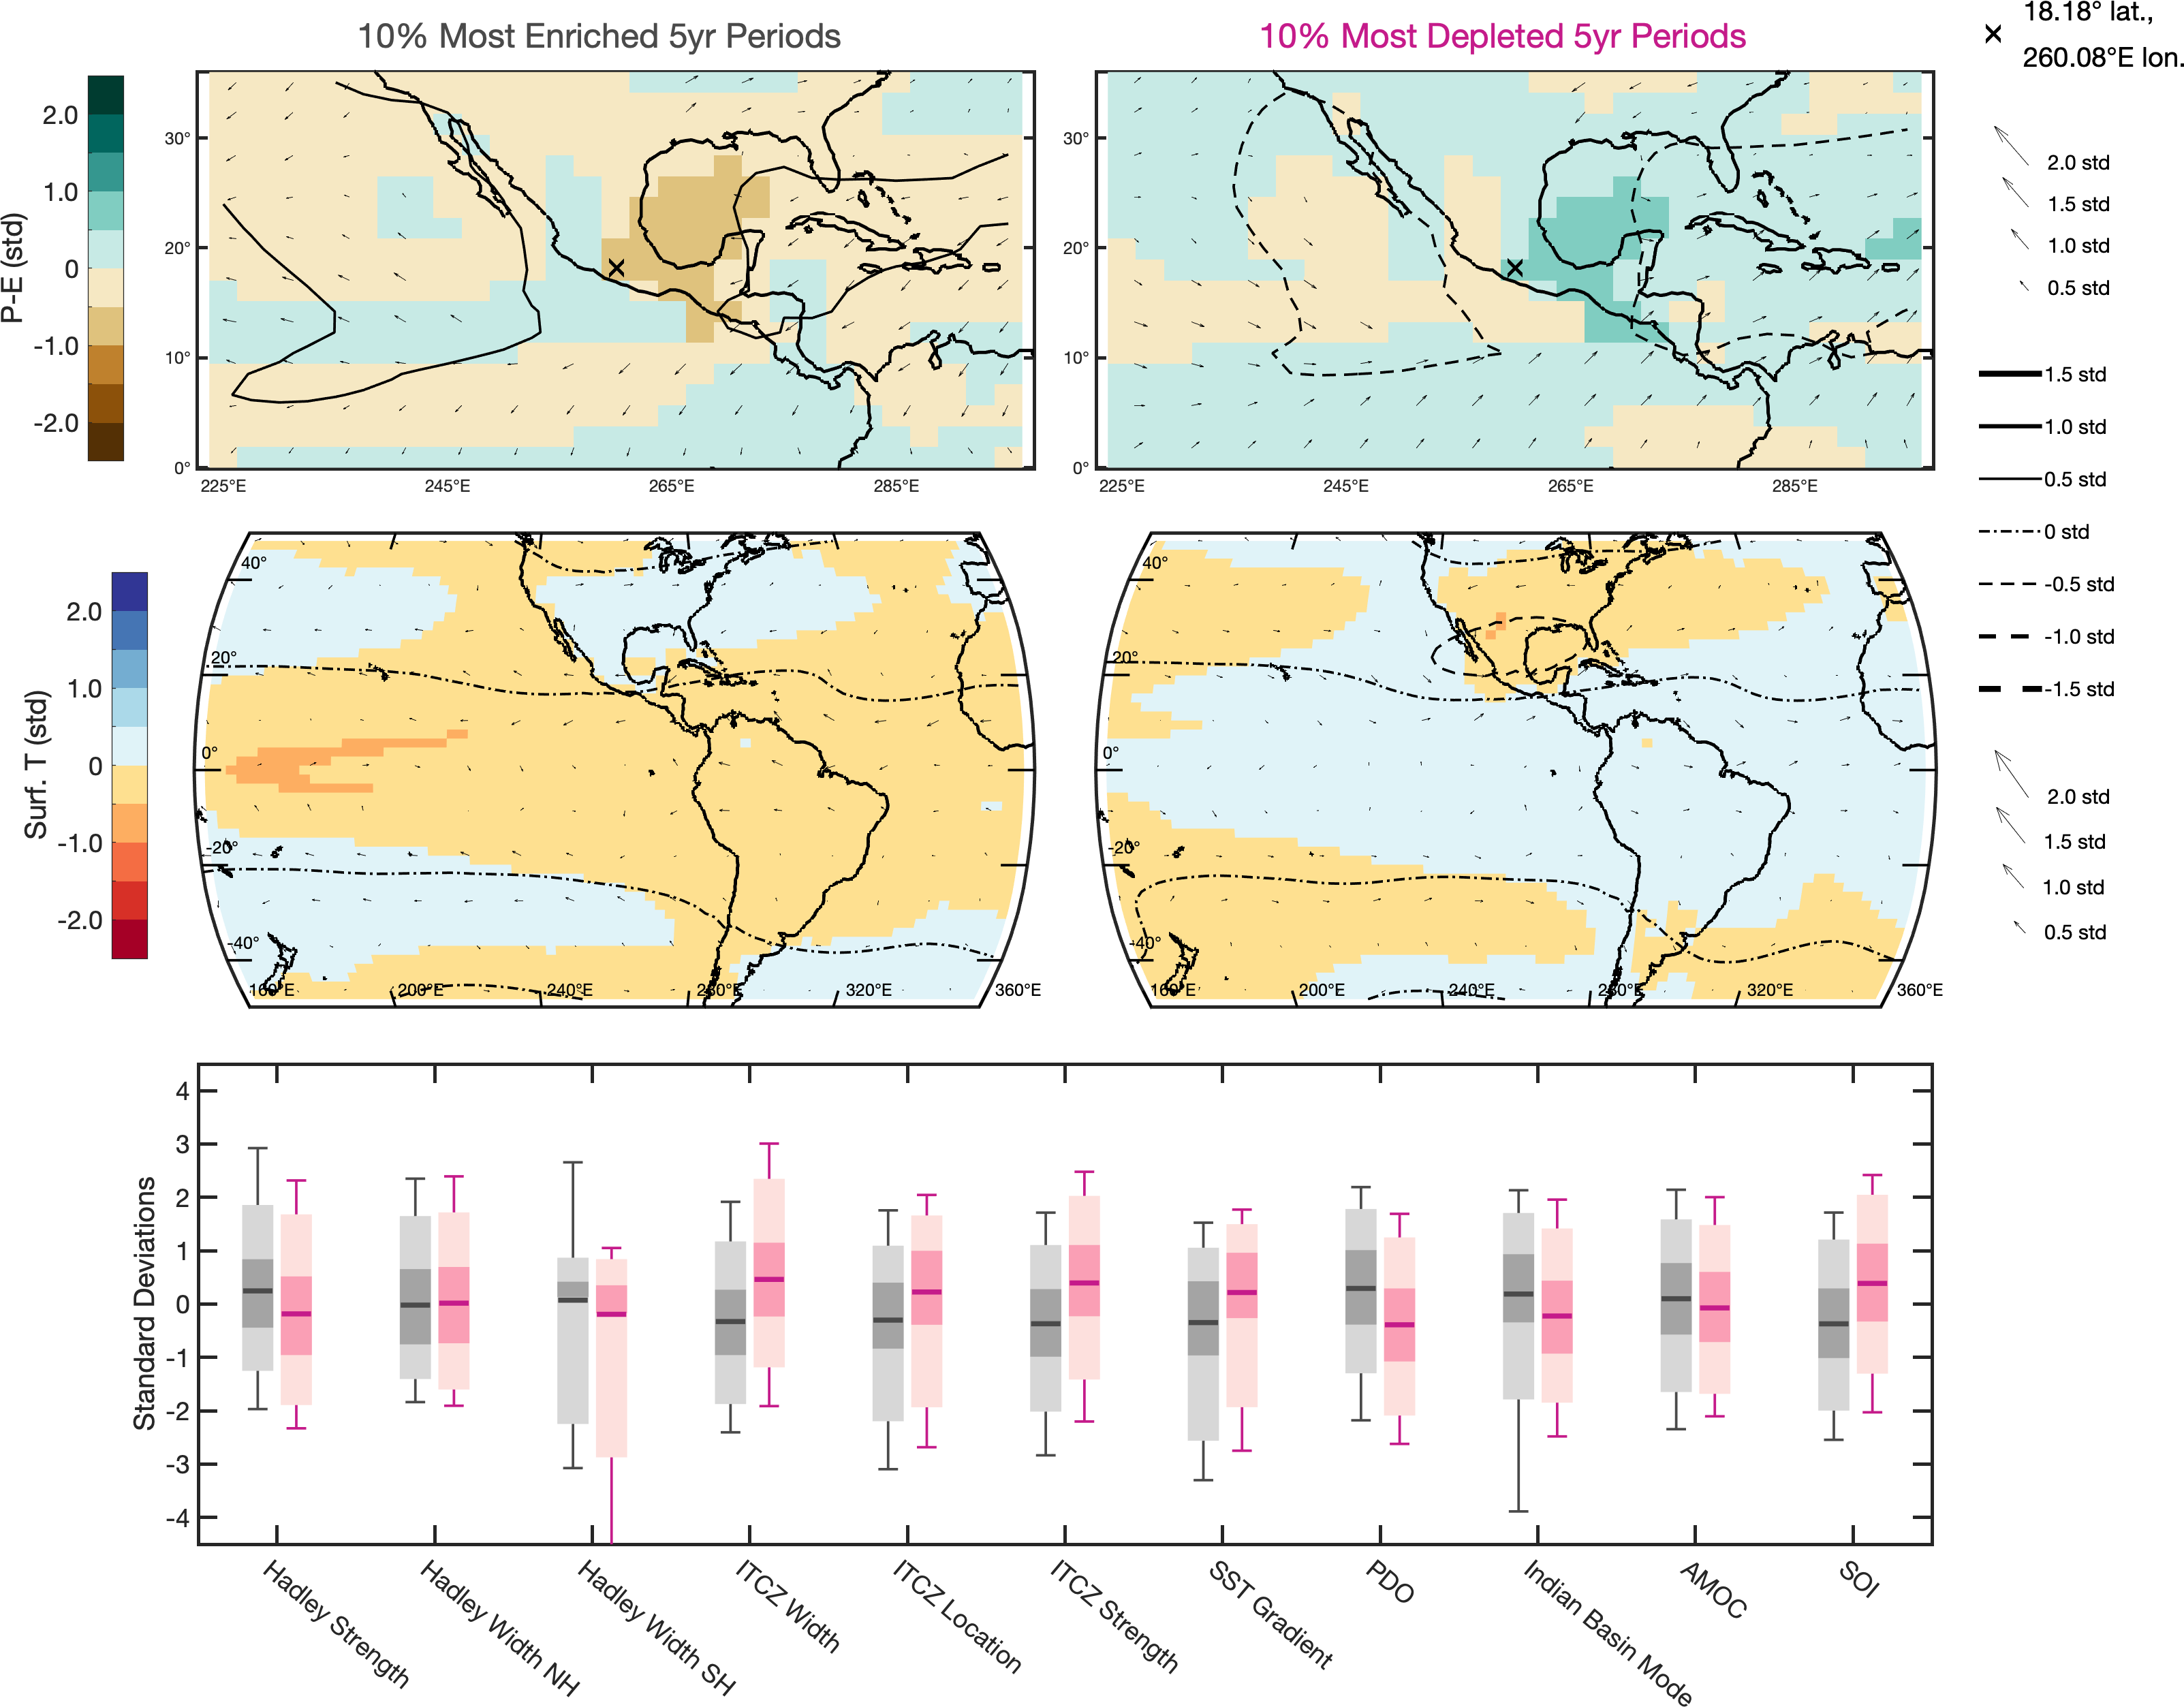 10% Most Enriched 5yr Periods
10% Most Depleted 5yr Periods
18.18° lat.,
260.08°E lon.
P-E (std)
2.0
1.0
0
-1.0
-2.0
30°
20°
10°
0°
225°E
245°E
265°E
285°E
30°
20°
10°
0°
225°E
245°E
265°E
285°E
2.0 std
1.5 std
1.0 std
0.5 std
1.5 std
1.0 std
0.5 std
0 std
-0.5 std
-1.0 std
-1.5 std
Surf. T (std)
2.0
1.0
0
-1.0
-2.0
40°
20°
0°
-20°
-40°
160°E
200°E
240°E
280°E
320°E
360°E
40°
20°
0°
-20°
-40°
160°E
200°E
240°E
280°E
320°E
360°E
2.0 std
1.5 std
1.0 std
0.5 std
Standard Deviations
4
3
2
1
0
-1
-2
-3
-4
Hadley Strength
Hadley Width NH
Hadley Width SH
ITCZ Width
ITCZ Location
ITCZ Strength
SST Gradient
PDO
Indian Basin Mode
AMOC
SOI